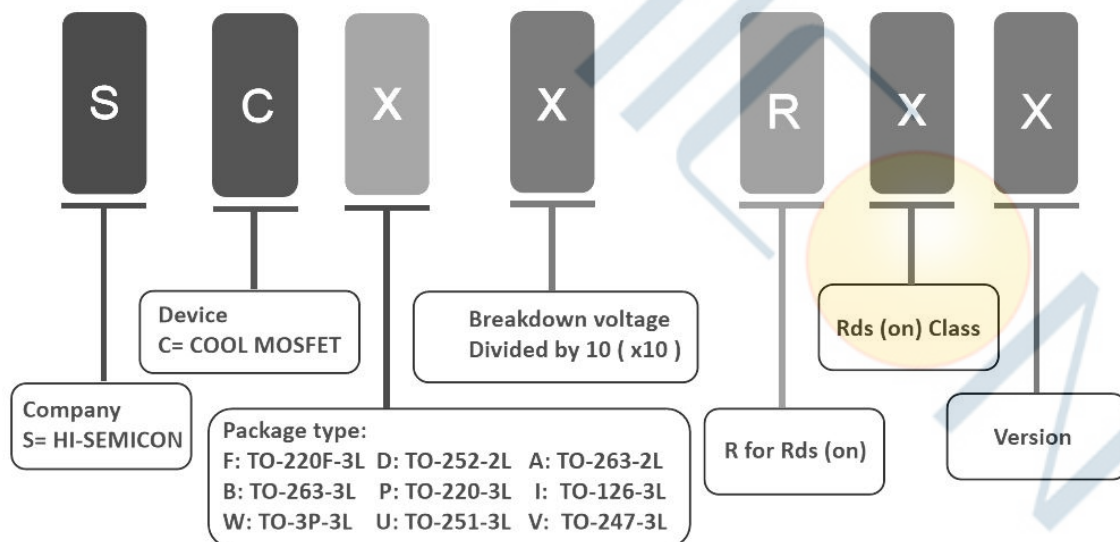 S C X X R X X
Device
C= COOL MOSFET
Breakdown voltage
Divided by 10 ( x10 )
Rds (on) Class
Company
S= HI-SEMICON
Package type:
F: TO-220F-3L D: TO-252-2L A: TO-263-2L
B: TO-263-3L P: TO-220-3L I: TO-126-3L
W: TO-3P-3L U: TO-251-3L V: TO-247-3L
R for Rds (on)
Version